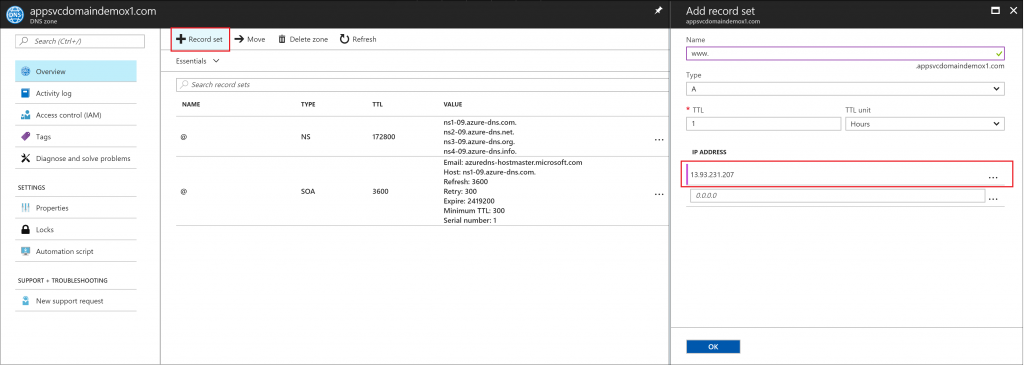 appsvcdomaindemox1.com
DNS zone
DNS
Search (Ctrl+/)
Overview
Activity log
Access control (IAM)
Tags
Diagnose and solve problems
SETTINGS
Properties
Locks
Automation script
SUPPORT + TROUBLESHOOTING
New support request
Record set
Move
Delete zone
Refresh
Essentials
Search record sets
NAME TYPE TTL VALUE
@ NS 172800
ns1-09.azure-dns.com.
ns2-09.azure-dns.net.
ns3-09.azure-dns.org.
ns4-09.azure-dns.info.
...
@ SOA 3600
Email: azuredns-hostmaster.microsoft.com
Host: ns1-09.azure-dns.com.
Refresh: 3600
Retry: 300
Expire: 2419200
Minimum TTL: 300
Serial number: 1
...
Add record set
appsvcdomaindemox1.com
Name
www.
.appsvcdomaindemox1.com
Type
A
* TTL TTL unit
1 Hours
IP ADDRESS
13.93.231.207 ...
0.0.0.0 ...
OK